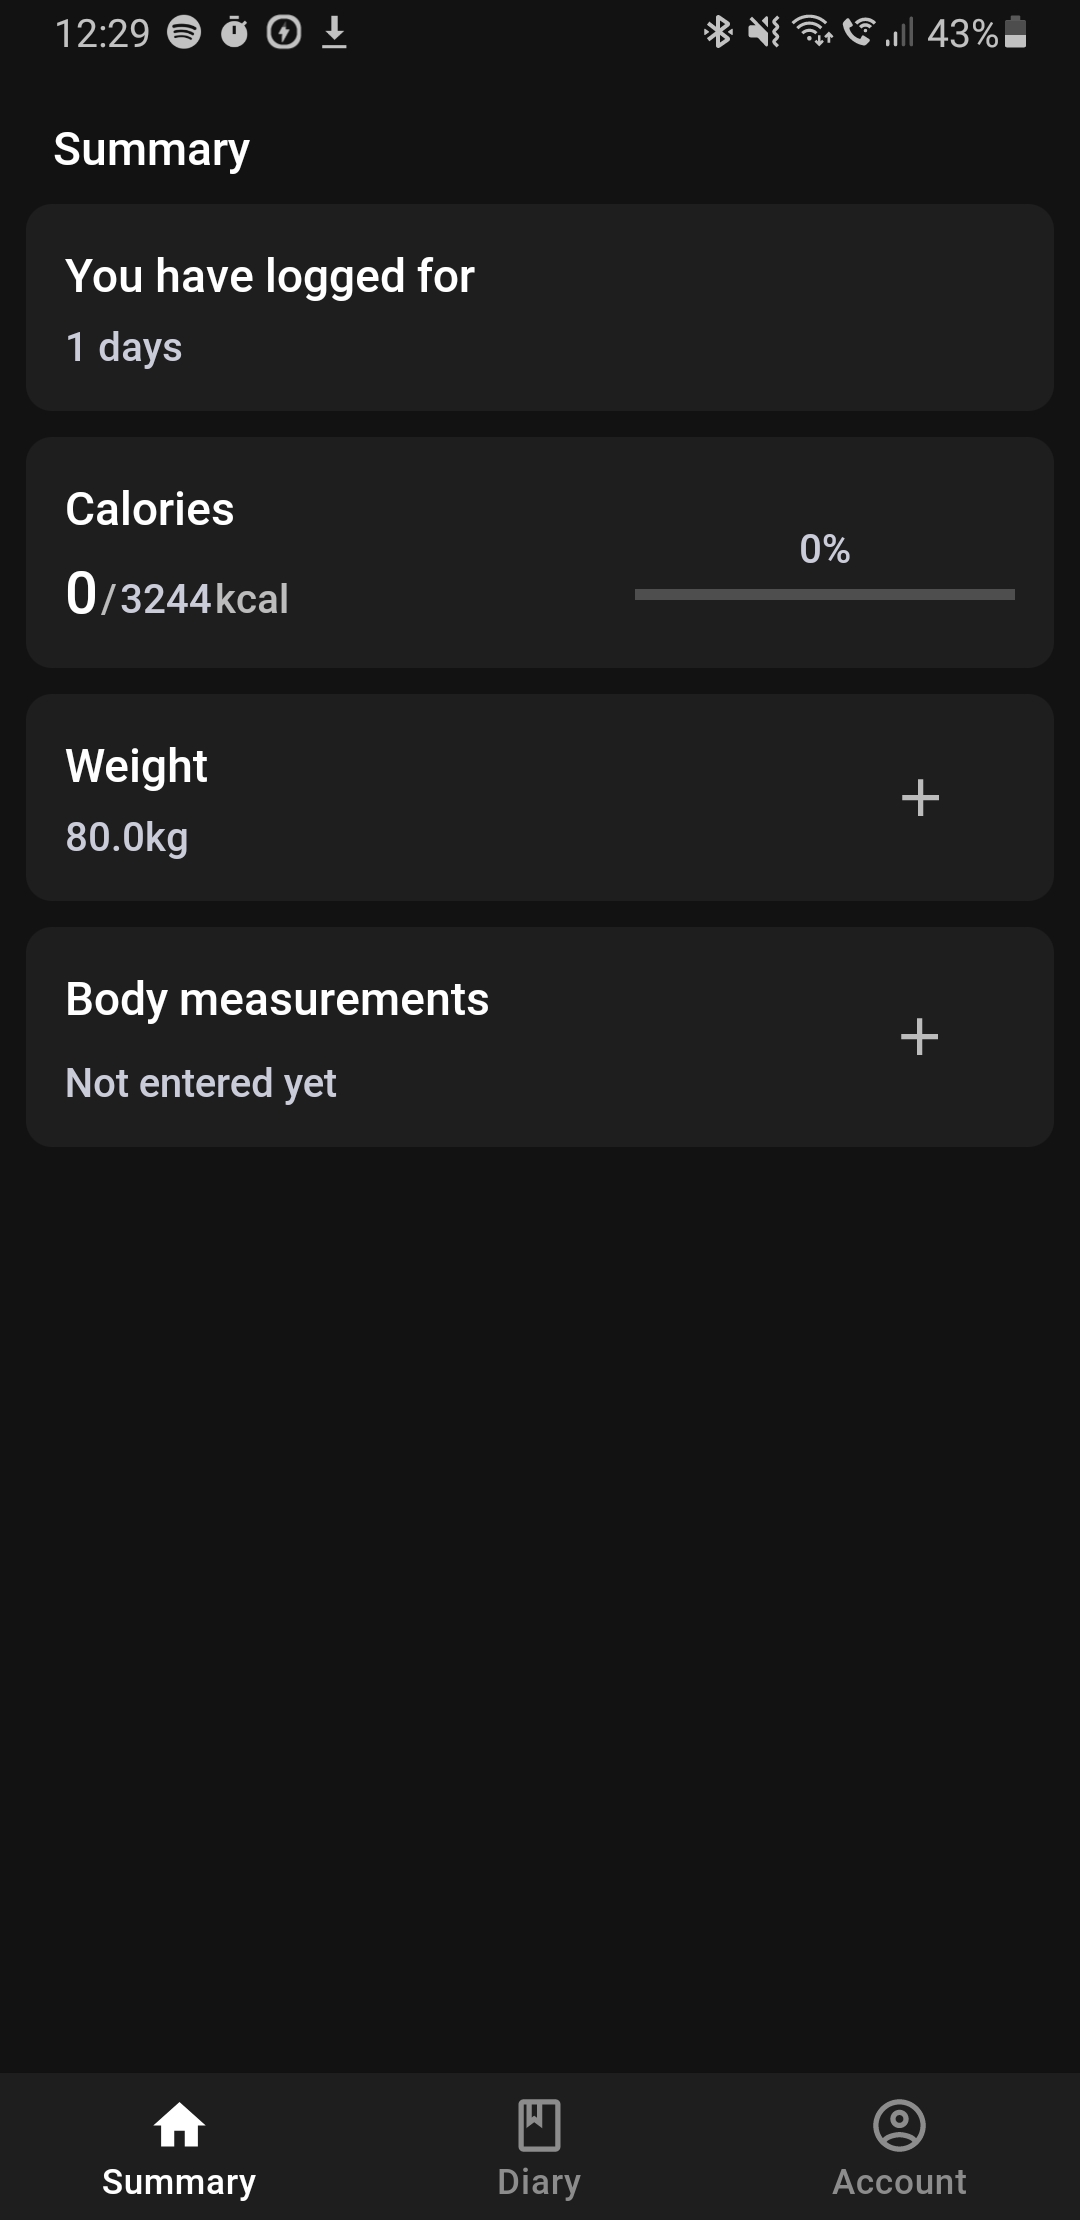 12:29 43%
Summary
You have logged for
1 days
Calories
0%
0/3244kcal
Weight
80.0kg
Body measurements
Not entered yet
Summary Diary Account